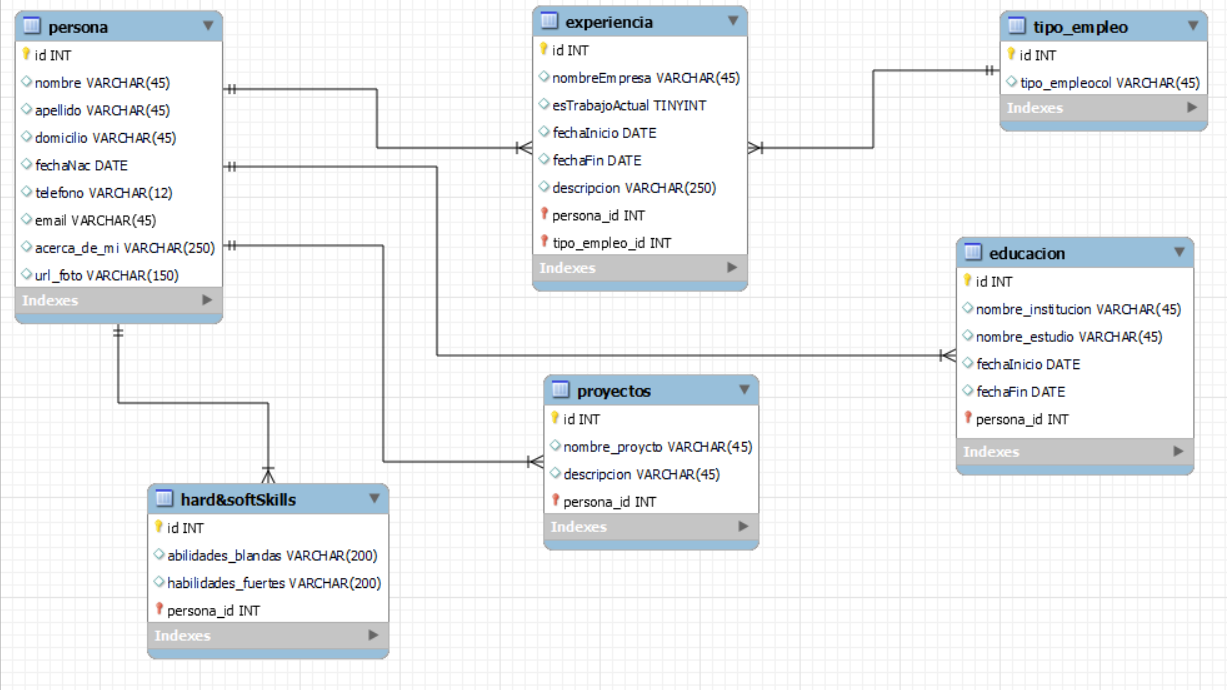 persona
id INT
nombre VARCHAR(45)
apellido VARCHAR(45)
domicilio VARCHAR(45)
fechaNac DATE
telefono VARCHAR(12)
email VARCHAR(45)
acerca_de_mi VARCHAR(250)
url_foto VARCHAR(150)
Indexes
experiencia
id INT
nombreEmpresa VARCHAR(45)
esTrabajoActual TINYINT
fechaInicio DATE
fechaFin DATE
descripcion VARCHAR(250)
persona_id INT
tipo_empleo_id INT
Indexes
tipo_empleo
id INT
tipo_empleocol VARCHAR(45)
Indexes
educacion
id INT
nombre_institucion VARCHAR(45)
nombre_estudio VARCHAR(45)
fechaInicio DATE
fechaFin DATE
persona_id INT
Indexes
proyectos
id INT
nombre_proycto VARCHAR(45)
descripcion VARCHAR(45)
persona_id INT
Indexes
hard&softSkills
id INT
abilidades_blandas VARCHAR(200)
habilidades_fuertes VARCHAR(200)
persona_id INT
Indexes